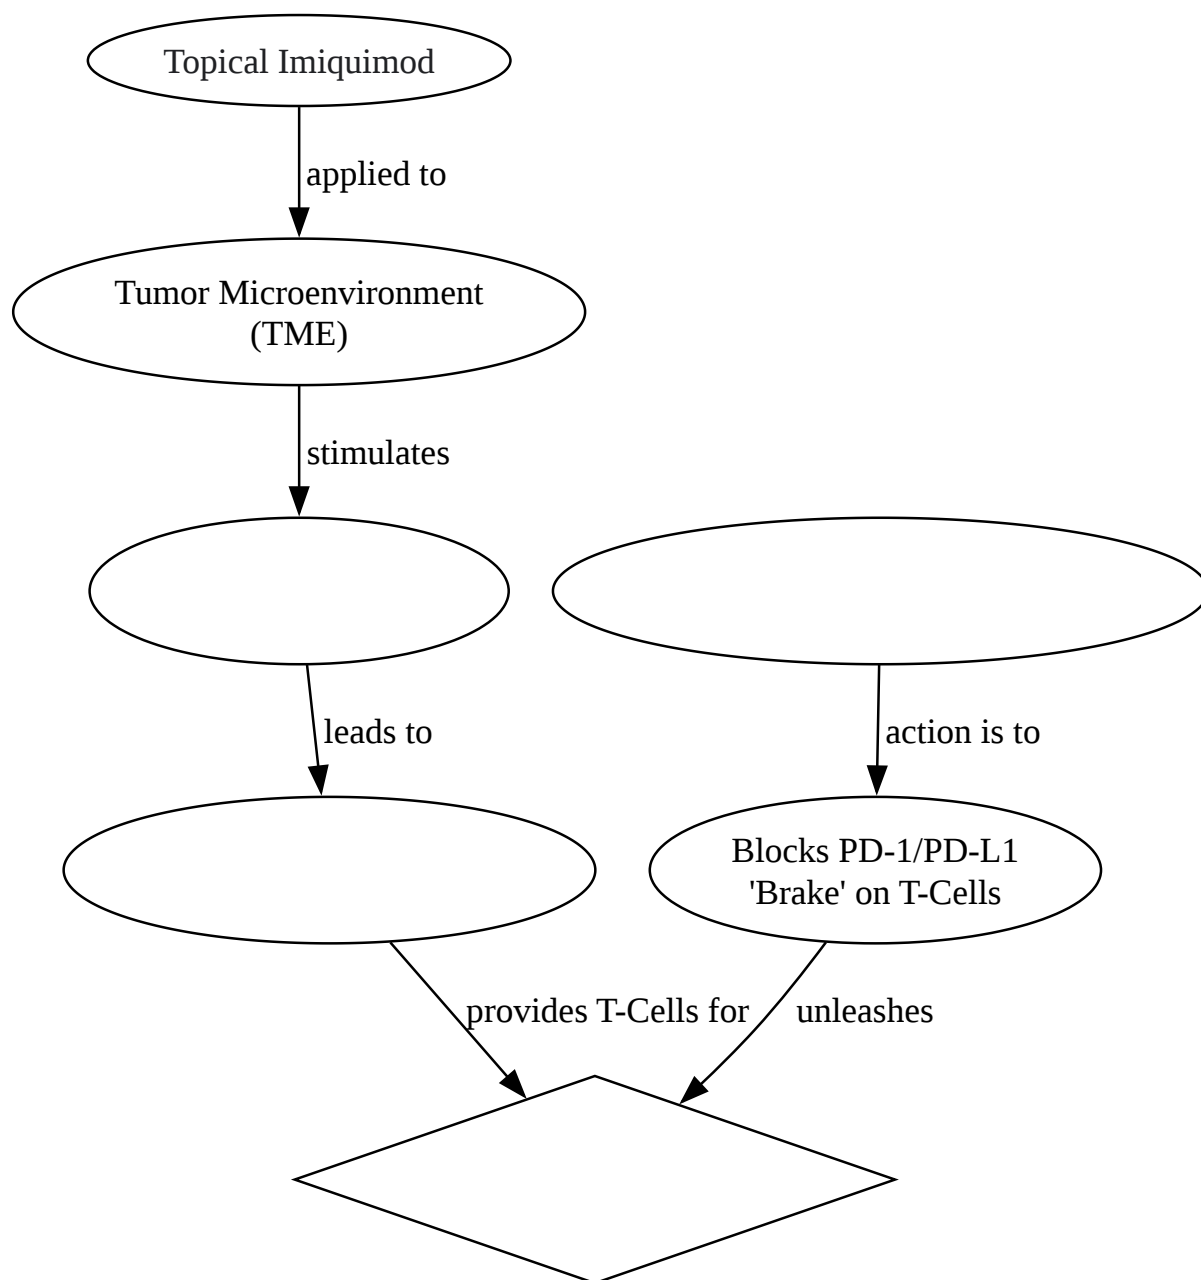 Topical Imiquimod
applied to
Tumor Microenvironment
(TME)
stimulates
leads to
action is to
Blocks PD-1/PD-L1
'Brake' on T-Cells
provides T-Cells for
unleashes